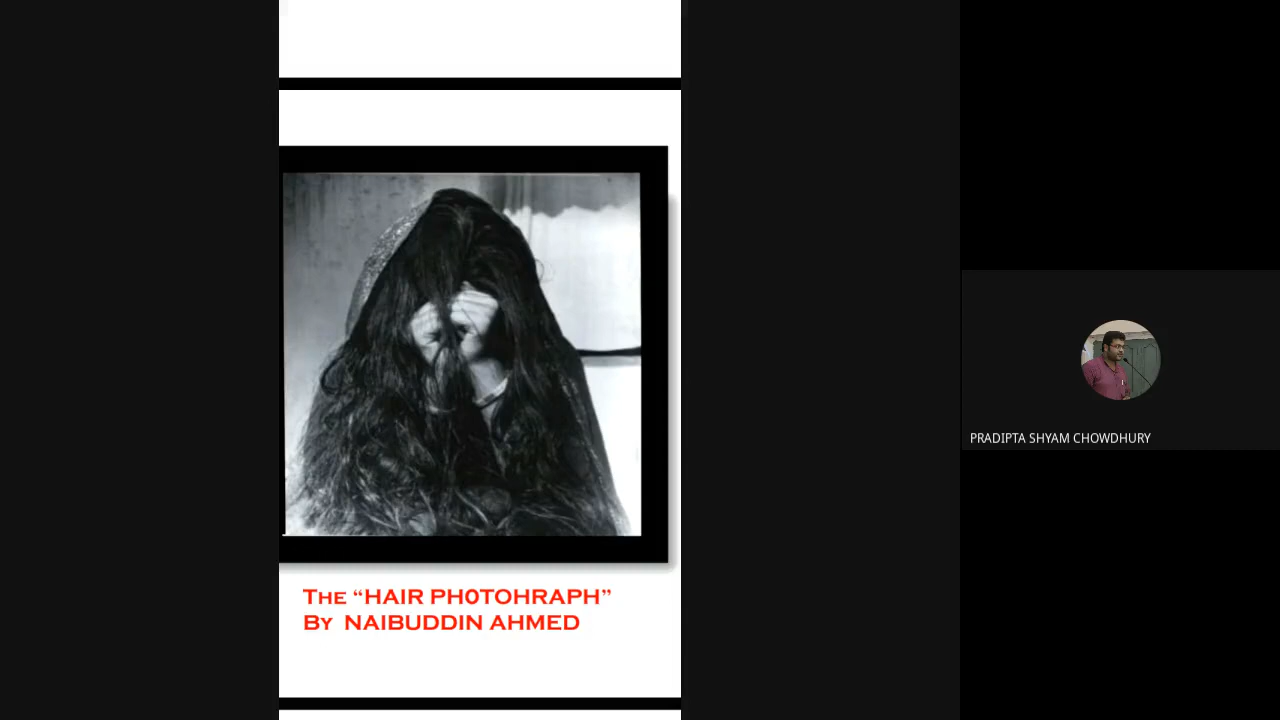 THE “HAIR PH0TOHRAPH”
BY NAIBUDDIN AHMED
PRADIPTA SHYAM CHOWDHURY